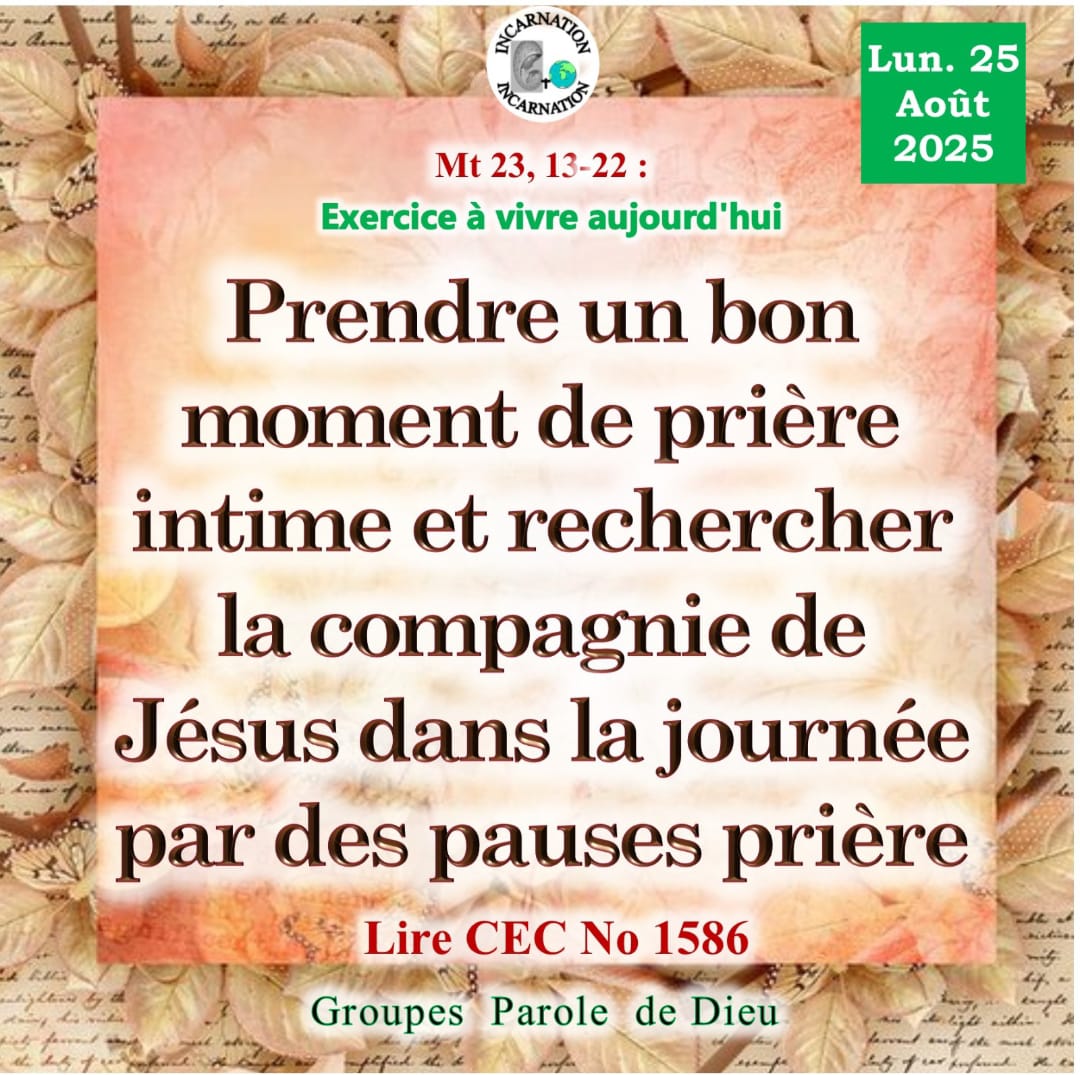 INCARNATION
INCARNATION
Lun. 25
Août
2025
Mt 23, 13-22 :
Exercice à vivre aujourd'hui
Prendre un bon
moment de prière
intime et rechercher
la compagnie de
Jésus dans la journée
par des pauses prière
Lire CEC No 1586
Groupes Parole de Dieu